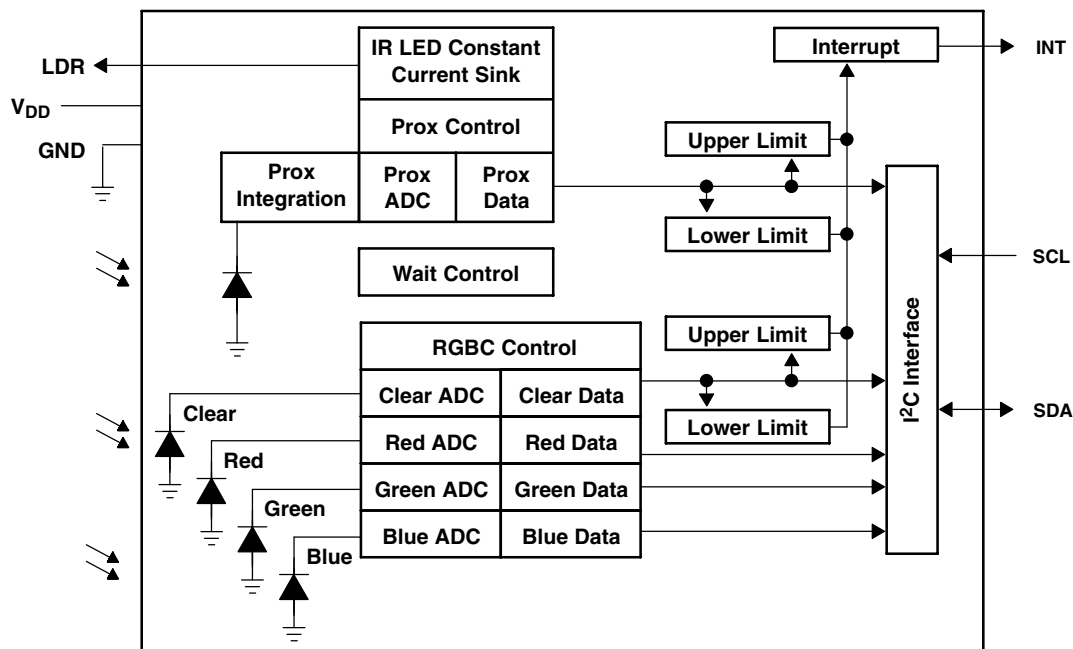 IR LED Constant
Current Sink
Interrupt
INT
LDR
VDD
GND
Prox Control
Upper Limit
Prox
Integration
Prox
ADC
Prox
Data
Lower Limit
Wait Control
SCL
Upper Limit
RGBC Control
I²C Interface
Clear ADC
Clear Data
SDA
Clear
Lower Limit
Red ADC
Red Data
Red
Green ADC
Green Data
Green
Blue ADC
Blue Data
Blue